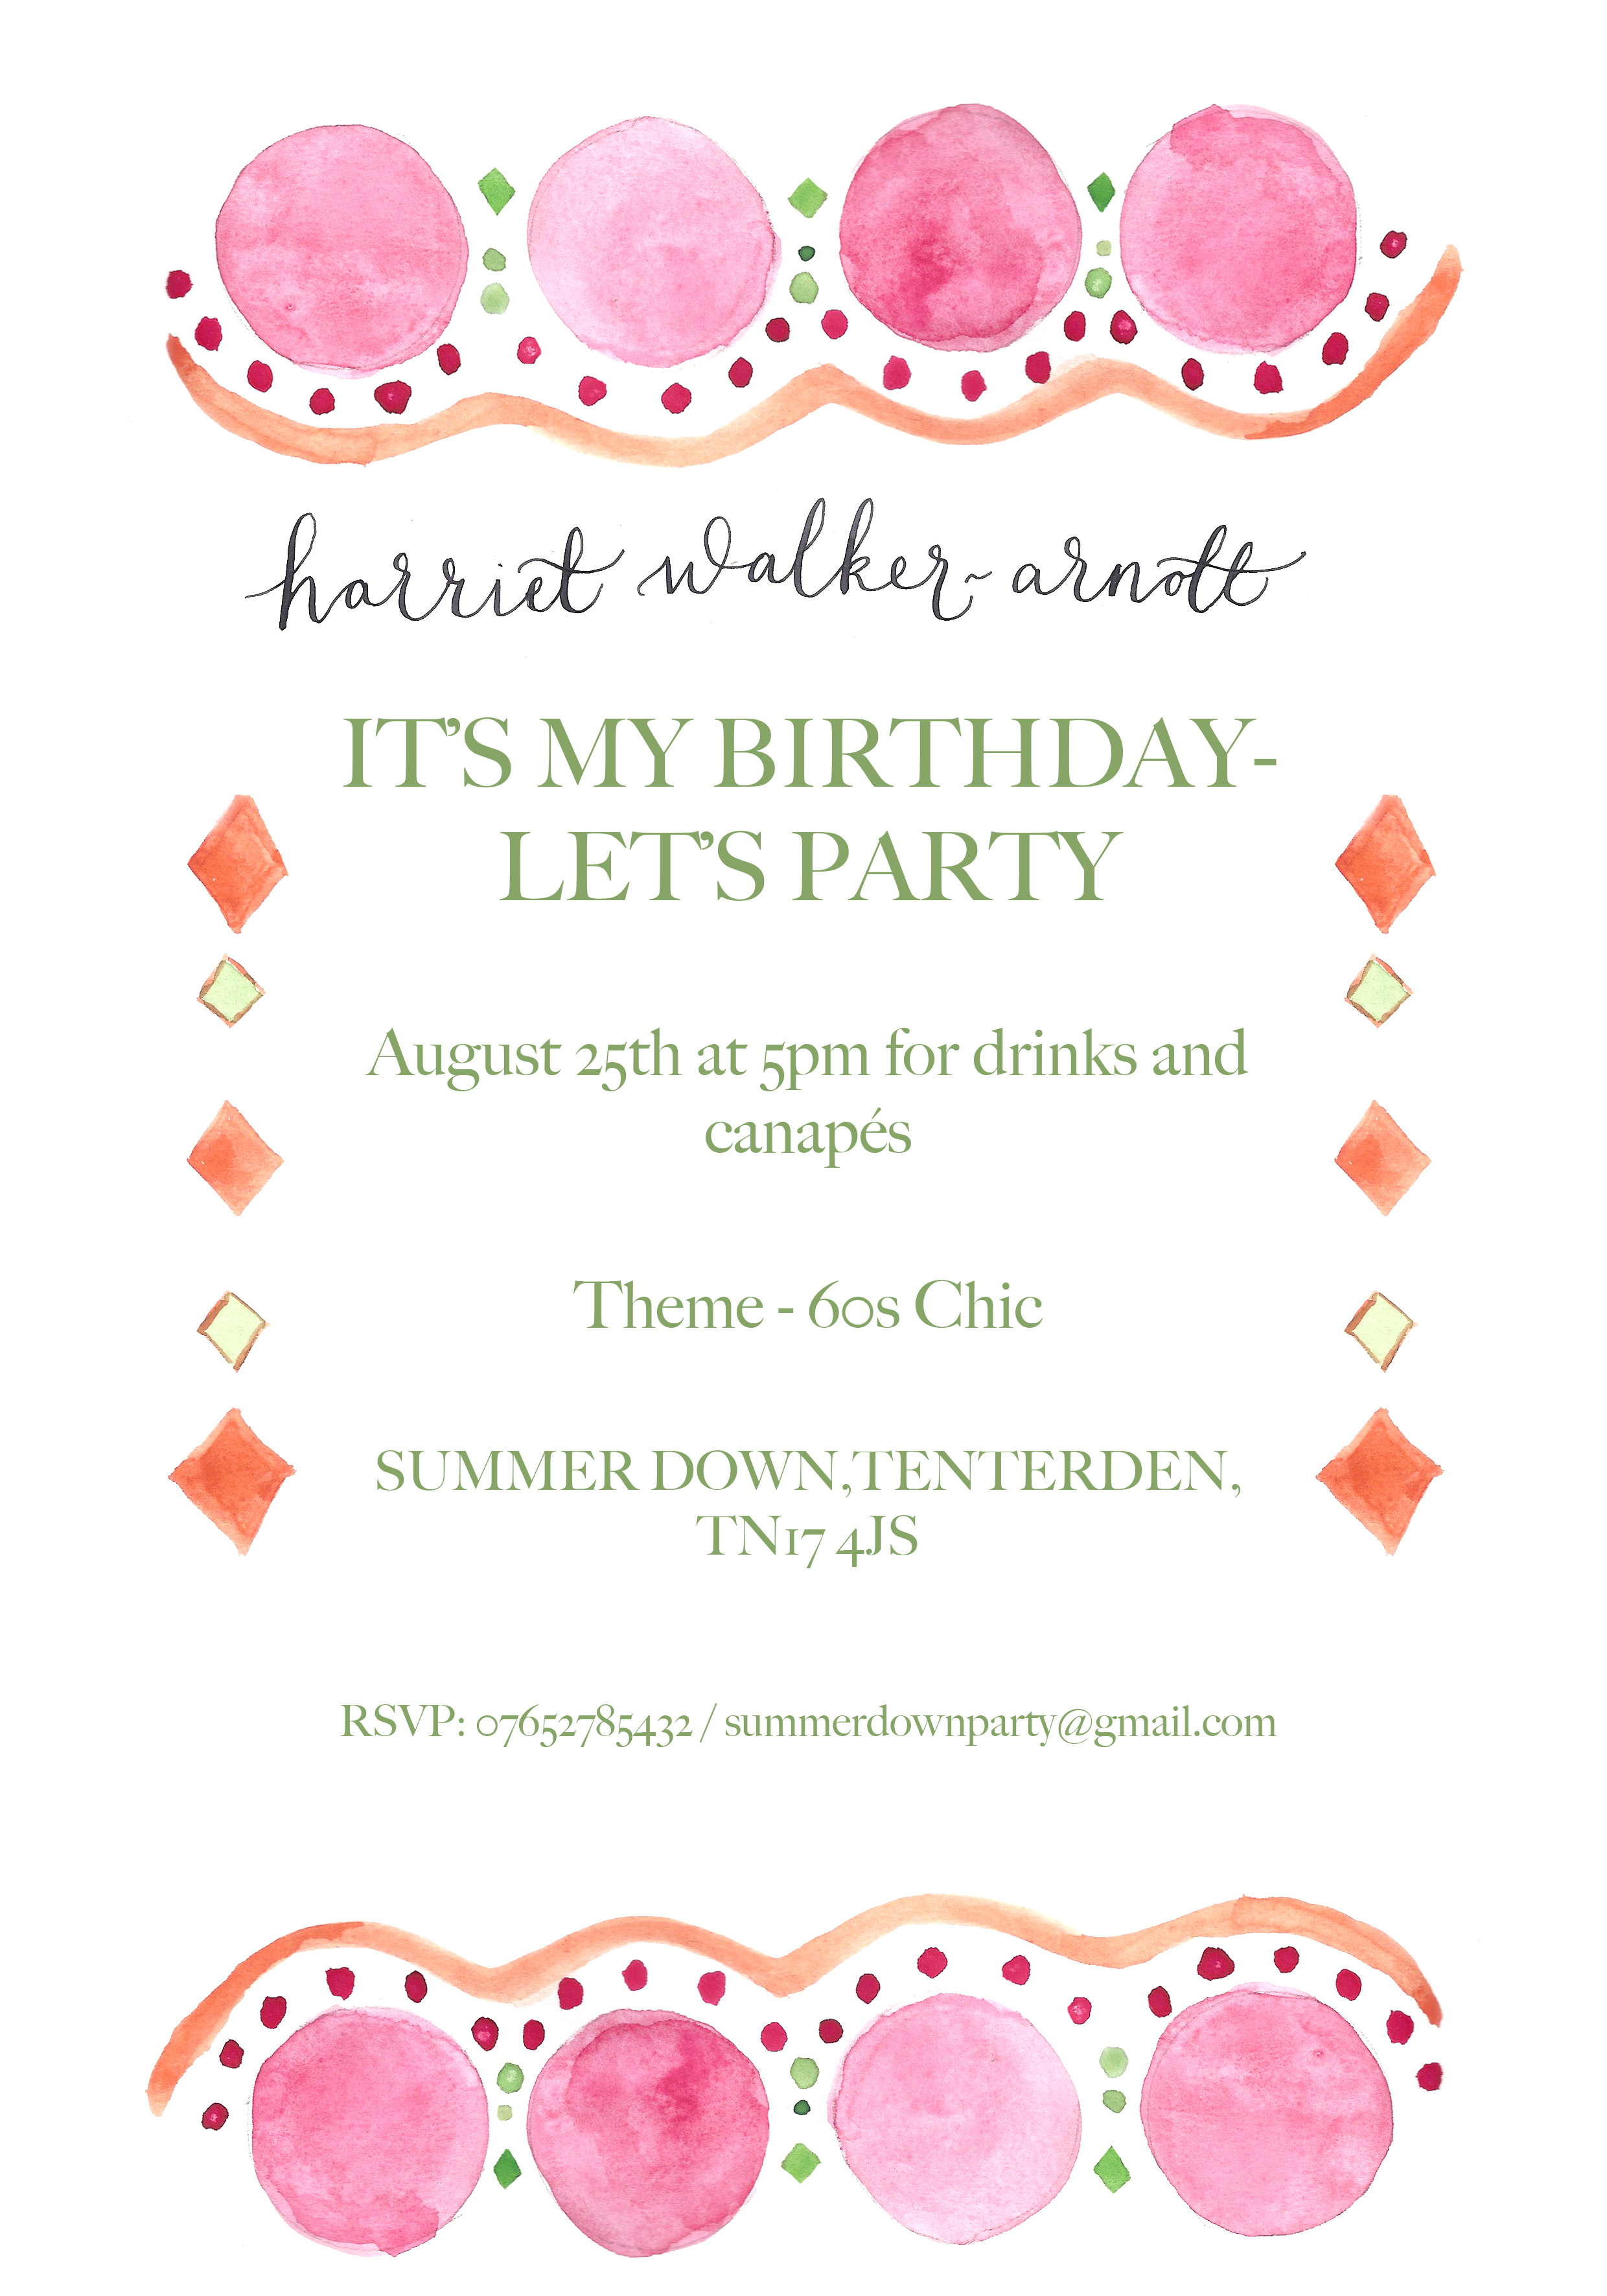 harriet walker-arnott
IT'S MY BIRTHDAY-
LET'S PARTY
August 25th at 5pm for drinks and
canapés
Theme - 60s Chic
SUMMER DOWN,TENTERDEN,
TN17 4JS
RSVP: 07652785432 / summerdownparty@gmail.com